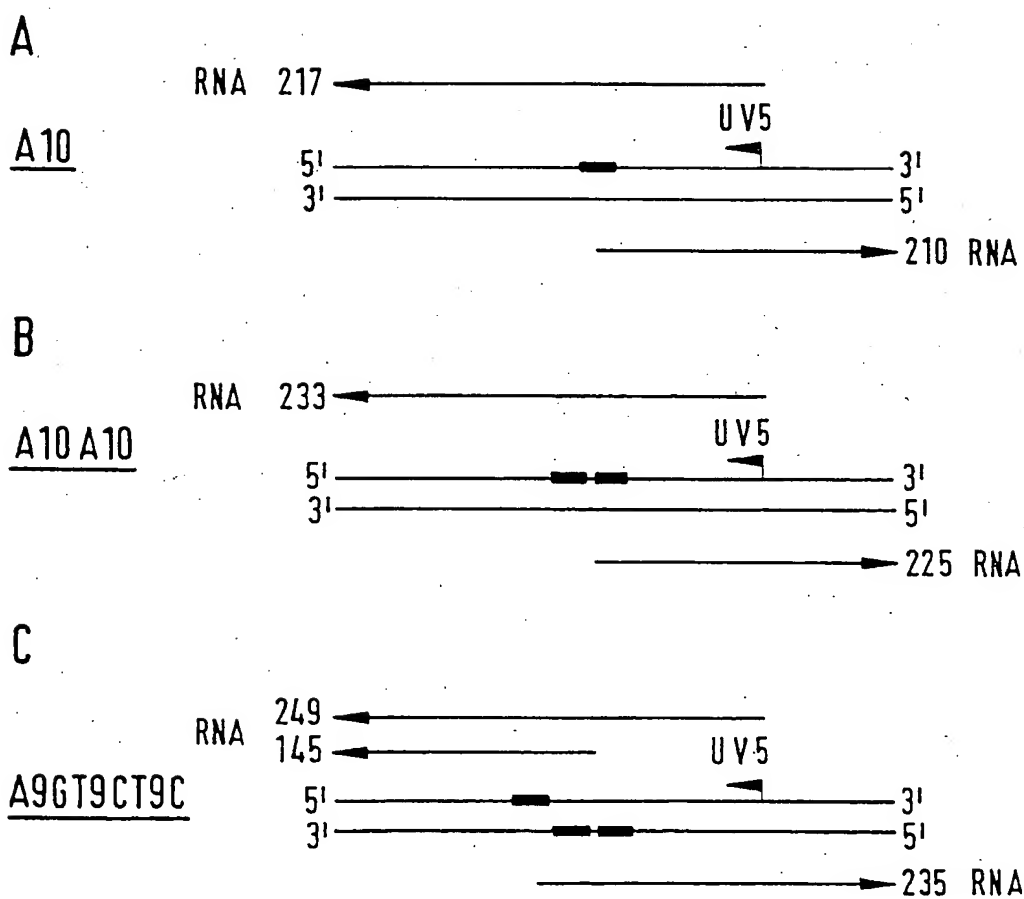 A
RNA 217
UV5
A10
5' 3'
3' 5'
210 RNA
B
RNA 233
UV5
A10 A10
5' 3'
3' 5'
225 RNA
C
RNA 249
145
UV5
A9GT9CT9C
5' 3'
3' 5'
235 RNA